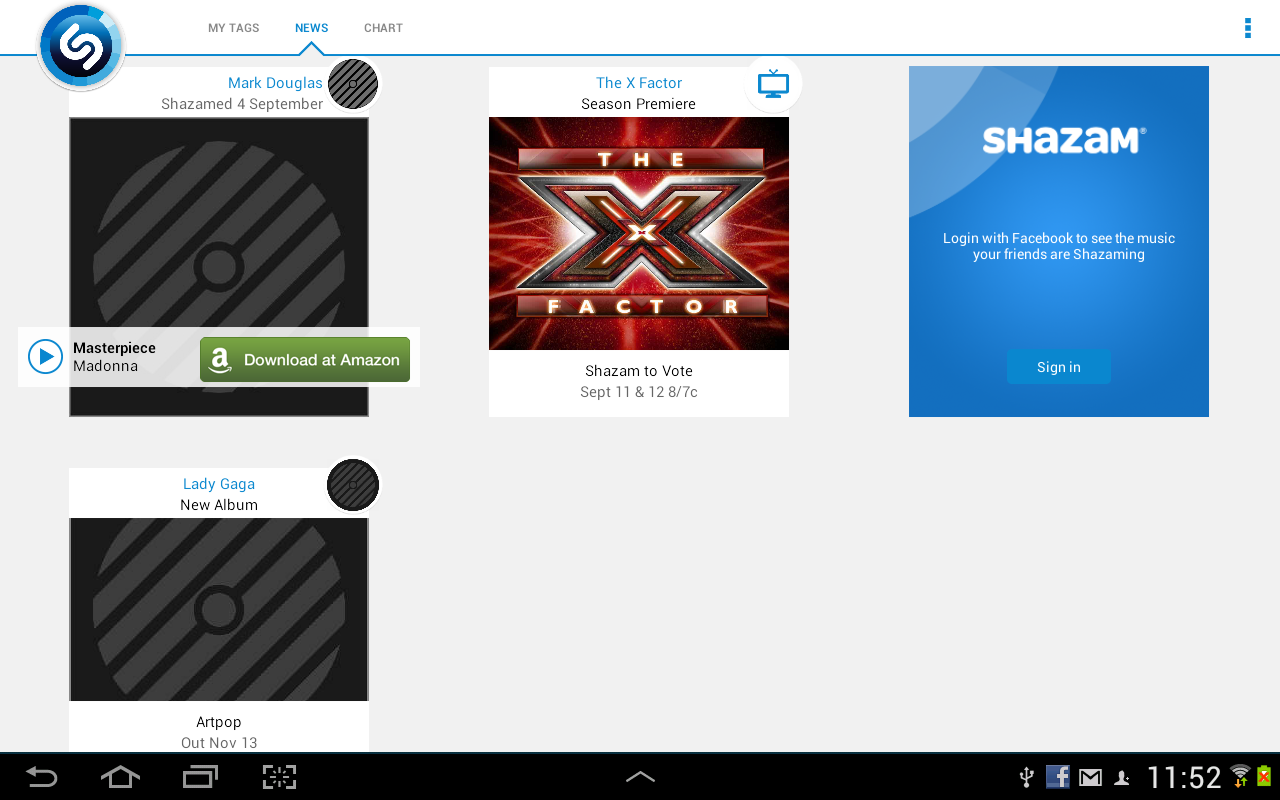 MY TAGS
NEWS
CHART
Mark Douglas
Shazamed 4 September
Masterpiece
Madonna
a Download at Amazon
The X Factor
Season Premiere
THE
X
FACTOR
Shazam to Vote
Sept 11 & 12 8/7c
SHAZAM®
Login with Facebook to see the music
your friends are Shazaming
Sign in
Lady Gaga
New Album
Artpop
Out Nov 13
11:52